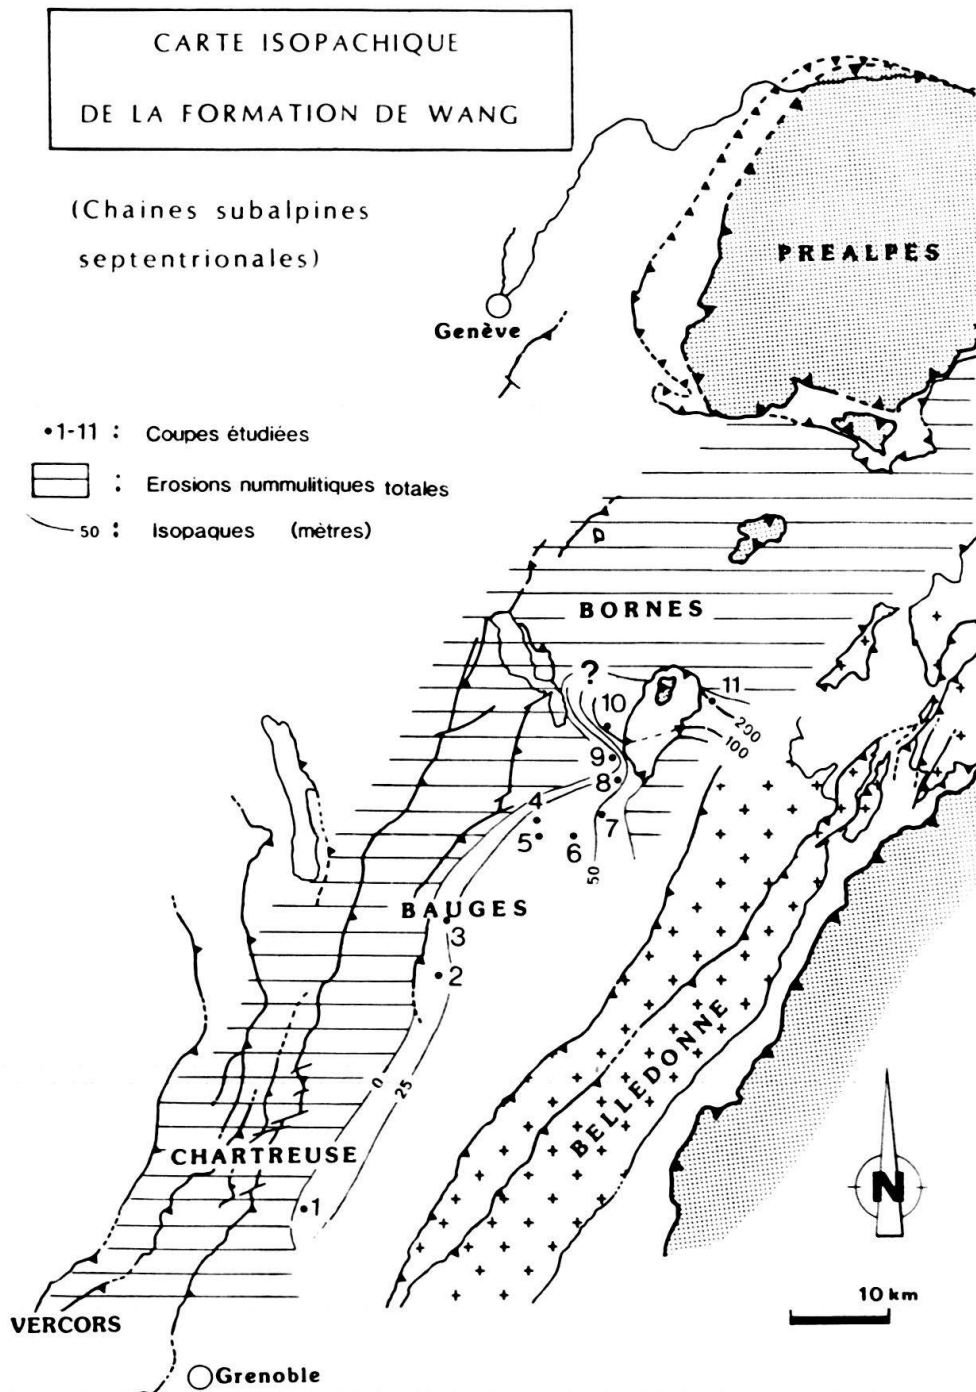 CARTE ISOPACHIQUE
DE LA FORMATION DE WANG
(Chaines subalpines
septentrionales)
PREALPES
Genève
•1-11 : Coupes étudiées
: Erosions nummulitiques totales
50 : Isopaques (mètres)
BORNES
?
10
11
200
100
9
8
4
7
5
6
50
BAUGES
3
2
BELLEDONNE
0
25
CHARTREUSE
N
1
10 km
VERCORS
Grenoble